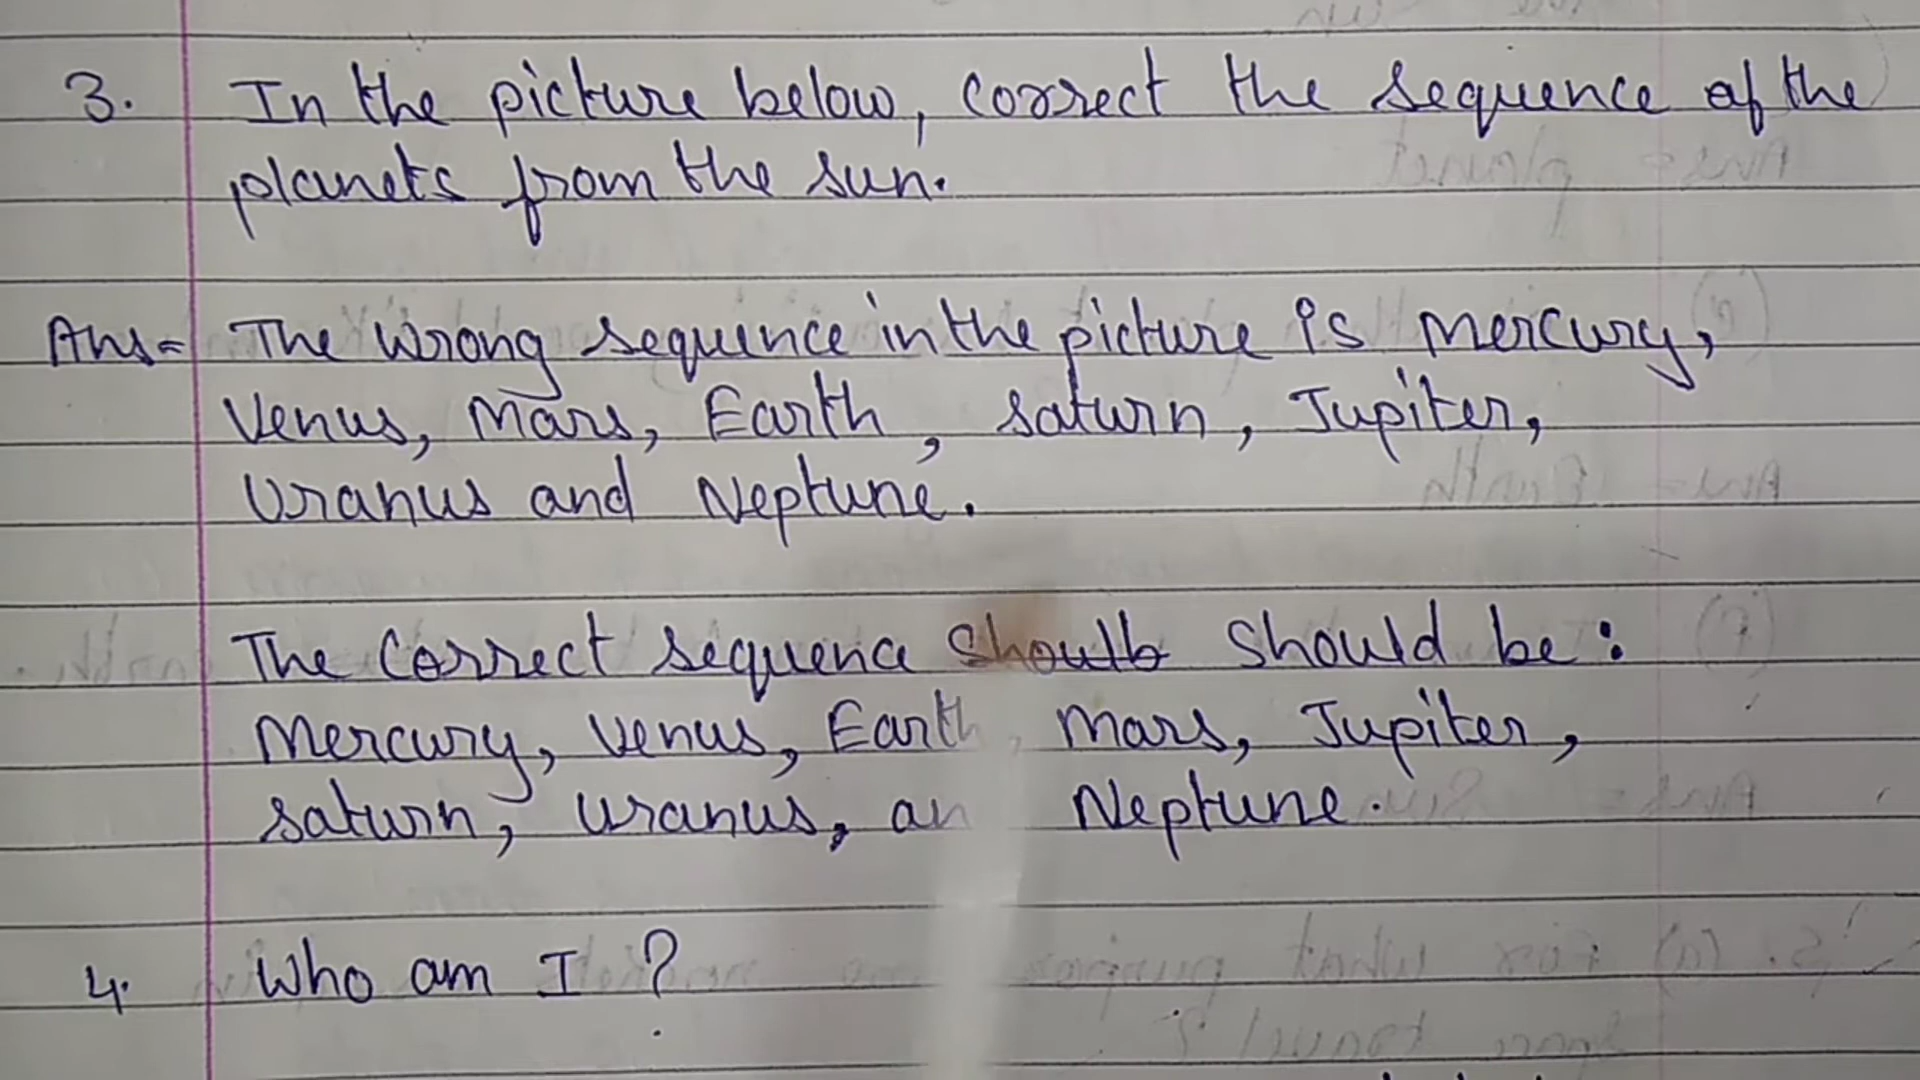 3. In the picture below, correct the sequence of the
planets from the sun.
Ans= The wrong sequence in the picture is Mercury,
Venus, Mars, Earth, Saturn, Jupiter,
Uranus and Neptune.
The Correct sequence Shoulb Should be:
Mercury, Venus, Earth, Mars, Jupiter,
Saturn, Uranus, an Neptune.
4. Who am I?